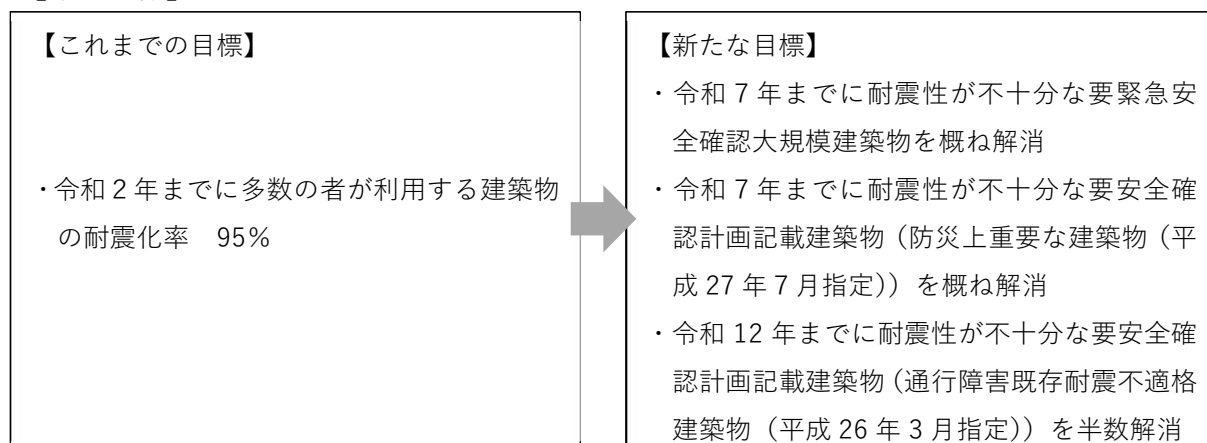 【これまでの目標】
・令和２年までに多数の者が利用する建築物
の耐震化率　95%
【新たな目標】
・令和７年までに耐震性が不十分な要緊急安
全確認大規模建築物を概ね解消
・令和７年までに耐震性が不十分な要安全確
認計画記載建築物（防災上重要な建築物（平
成 27 年７月指定））を概ね解消
・令和 12 年までに耐震性が不十分な要安全確
認計画記載建築物（通行障害既存耐震不適格
建築物（平成 26 年３月指定））を半数解消